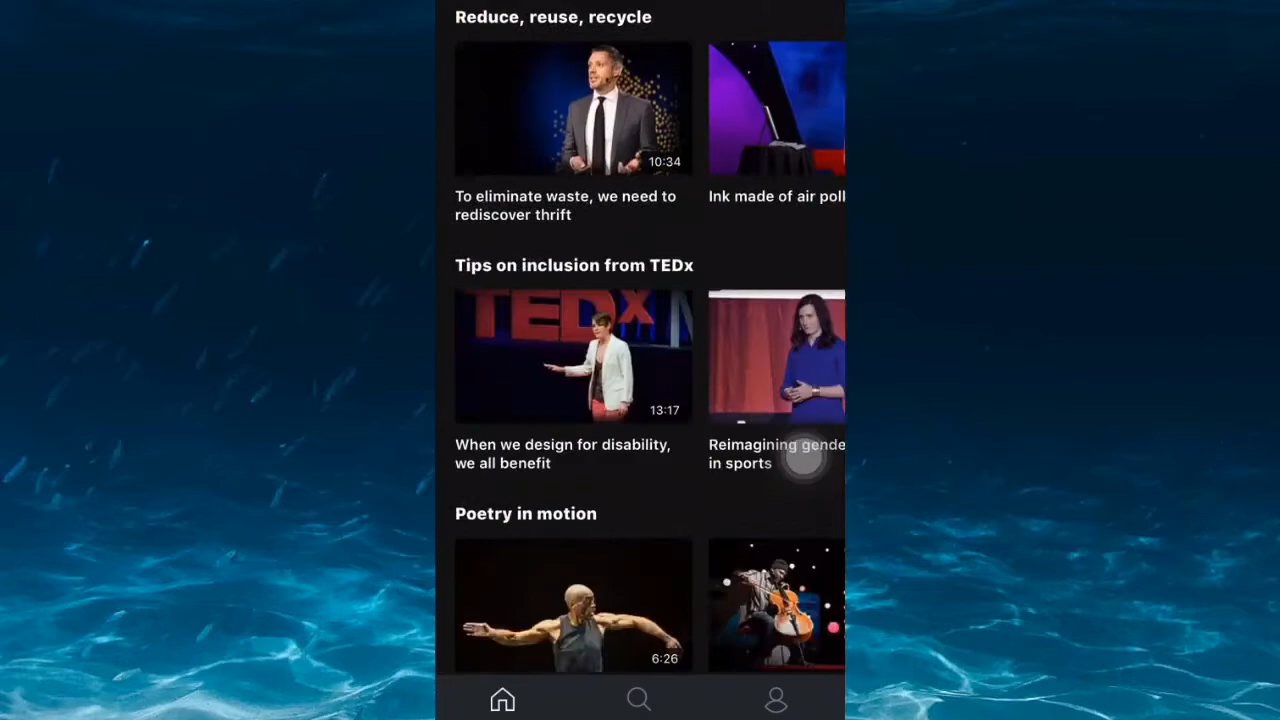 Reduce, reuse, recycle
10:34
To eliminate waste, we need to
rediscover thrift
Ink made of air poll
Tips on inclusion from TEDx
TEDx
13:17
When we design for disability,
we all benefit
Reimagining gende
in sports
Poetry in motion
6:26